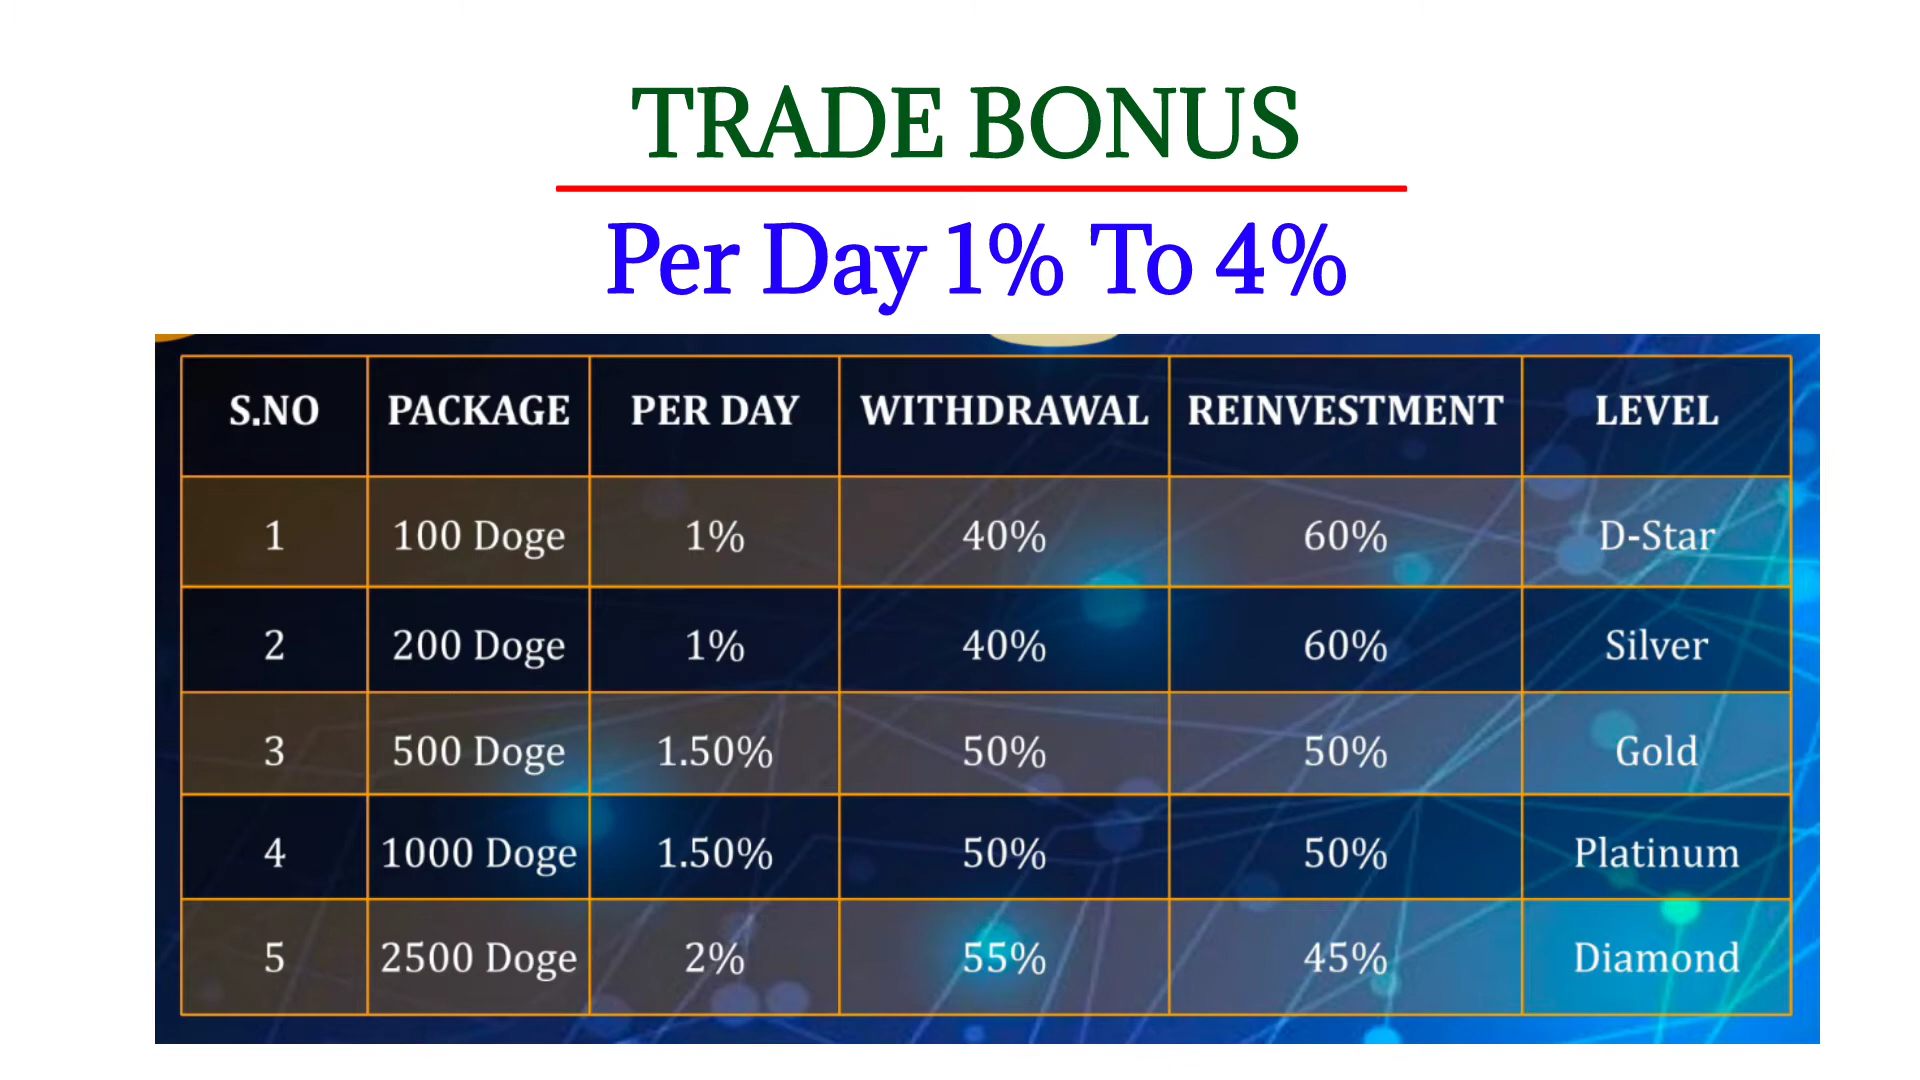 TRADE BONUS
Per Day 1% To 4%
S.NO PACKAGE PER DAY WITHDRAWAL REINVESTMENT LEVEL
1 100 Doge 1% 40% 60% D-Star
2 200 Doge 1% 40% 60% Silver
3 500 Doge 1.50% 50% 50% Gold
4 1000 Doge 1.50% 50% 50% Platinum
5 2500 Doge 2% 55% 45% Diamond